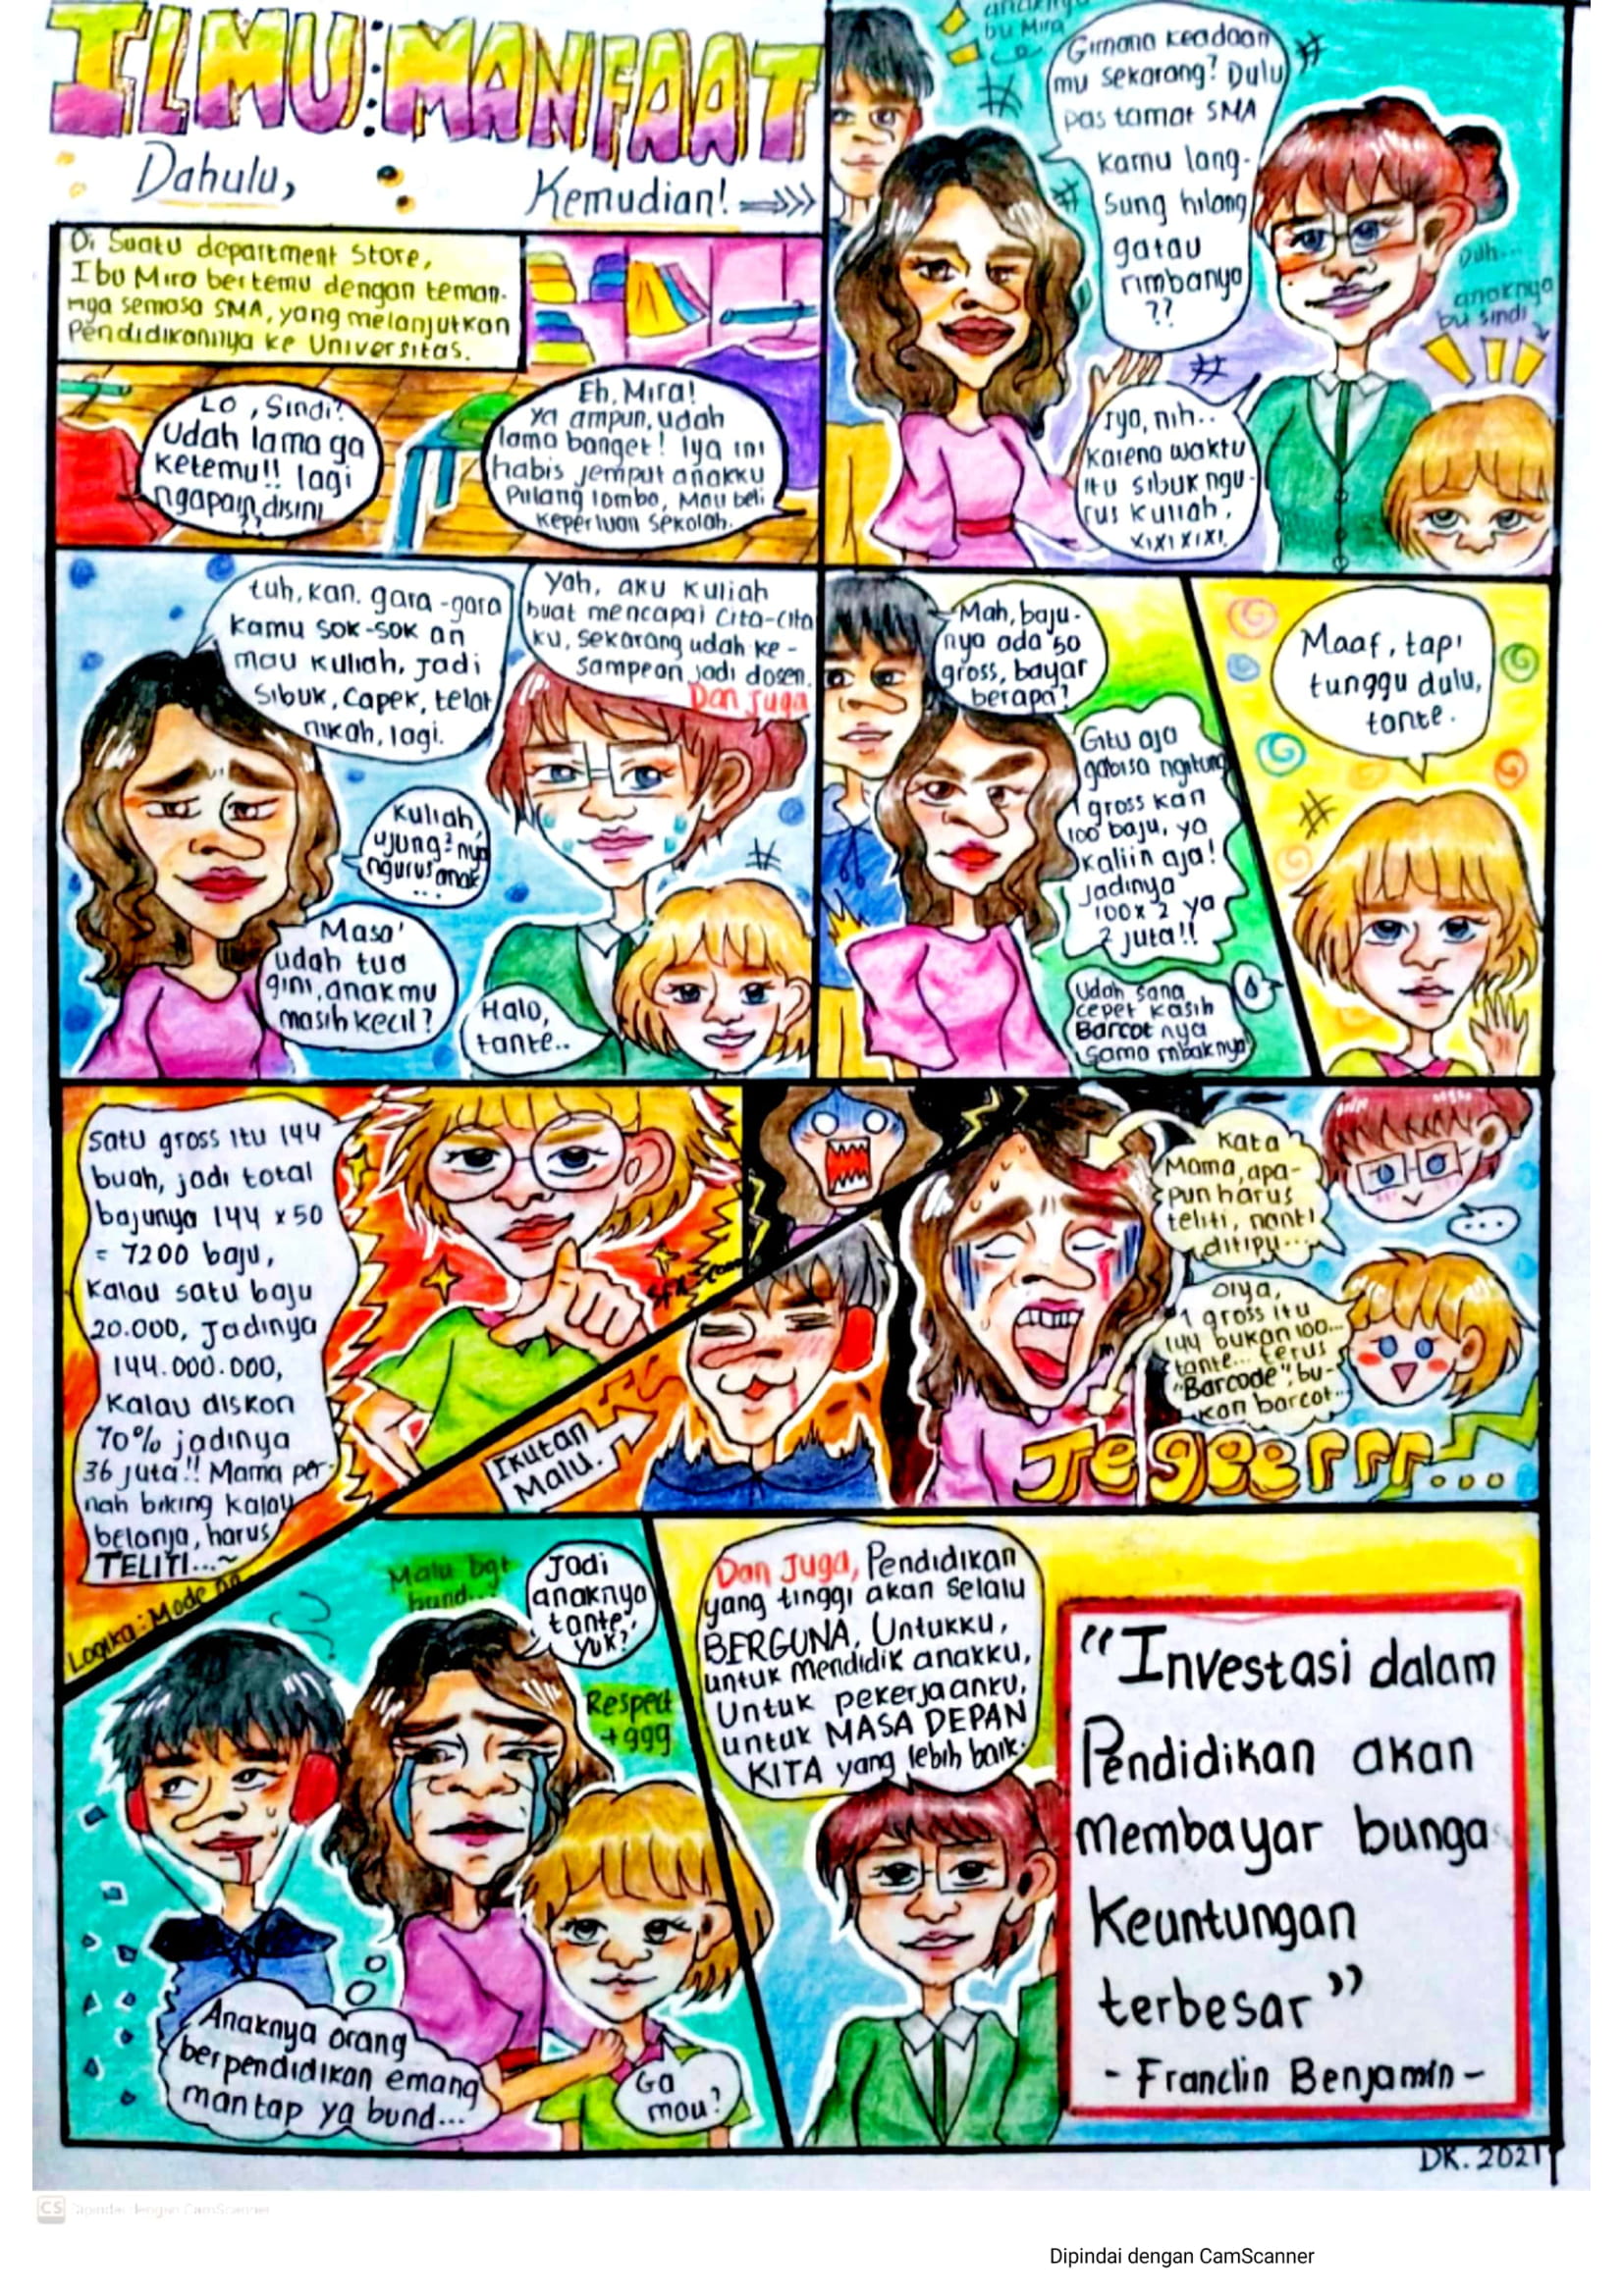 ILMU: MANFAAT
Dahulu,
Kemudian!
Di Suatu department Store,
Ibu Mira bertemu dengan teman-
nya semasa SMA, yang melanjutkan
Pendidikannya ke Universitas.
Lo, Sindi?
Udah lama ga
ketemu!! lagi
ngapain disini
??
Eh, Mira!
ya ampun, udah
lama banget! Iya ini
habis jemput anakku
Pulang lomba, Mau beli
keperluan sekolah.
anaknya
bu Mira
Gimana keadaan
mu sekarang? Dulu
pas tamat SMA
kamu lang-
sung hilang
gatau
rimbanya
??
Duh...
anaknya
bu sindi
Iya, nih..
karena waktu
itu sibuk ngu-
rus kuliah,
xixixixi.
tuh, kan. gara-gara
kamu sok-sok an
mau kuliah, jadi
sibuk, capek, telat
nikah, lagi.
Yah, aku kuliah
buat mencapai cita-cita
ku, sekarang udah ke-
sampean jadi dosen.
Dan juga
Kuliah,
ujung²nya
ngurus anak
...
Masa'
udah tua
gini, anakmu
masih kecil?
Halo,
tante..
Mah, baju-
nya ada 50
gross, bayar
berapa?
Gitu aja
gabisa ngitung
1 gross kan
100 baju, ya
kaliin aja!
jadinya
100x 2 ya
2 juta!!
Udah sana
cepet kasih
Barcot nya
sama mbaknya!
Maaf, tapi
tunggu dulu,
tante.
Satu gross itu 144
buah, jadi total
bajunya 144 x 50
= 7200 baju,
Kalau satu baju
20.000, Jadinya
144.000.000,
Kalau diskon
70% jadinya
36 juta!! Mama per-
nah biking kalau
belanja, harus
TELITI...~
Logika: Mode on
Ikutan
Malu.
Kata
Mama, apa-
pun harus
teliti, nanti
ditipu...
...
Oiya,
1 gross itu
144 bukan 100...
tante... terus
"Barcode", bu-
kan barcot...
Jegeerrr...
Malu bgt
bund...
Jadi
anaknya
tante,
yuk?
Respect
+999
Anaknya orang
berpendidikan emang
mantap ya bund...
Ga
mau?
Dan Juga, Pendidikan
yang tinggi akan selalu
BERGUNA, Untukku,
untuk mendidik anakku,
Untuk pekerjaanku,
untuk MASA DEPAN
KITA yang lebih baik.
"Investasi dalam
Pendidikan akan
Membayar bunga
Keuntungan
terbesar"
- Franclin Benjamin -
DK. 2021
CS Dipindai dengan CamScanner
Dipindai dengan CamScanner